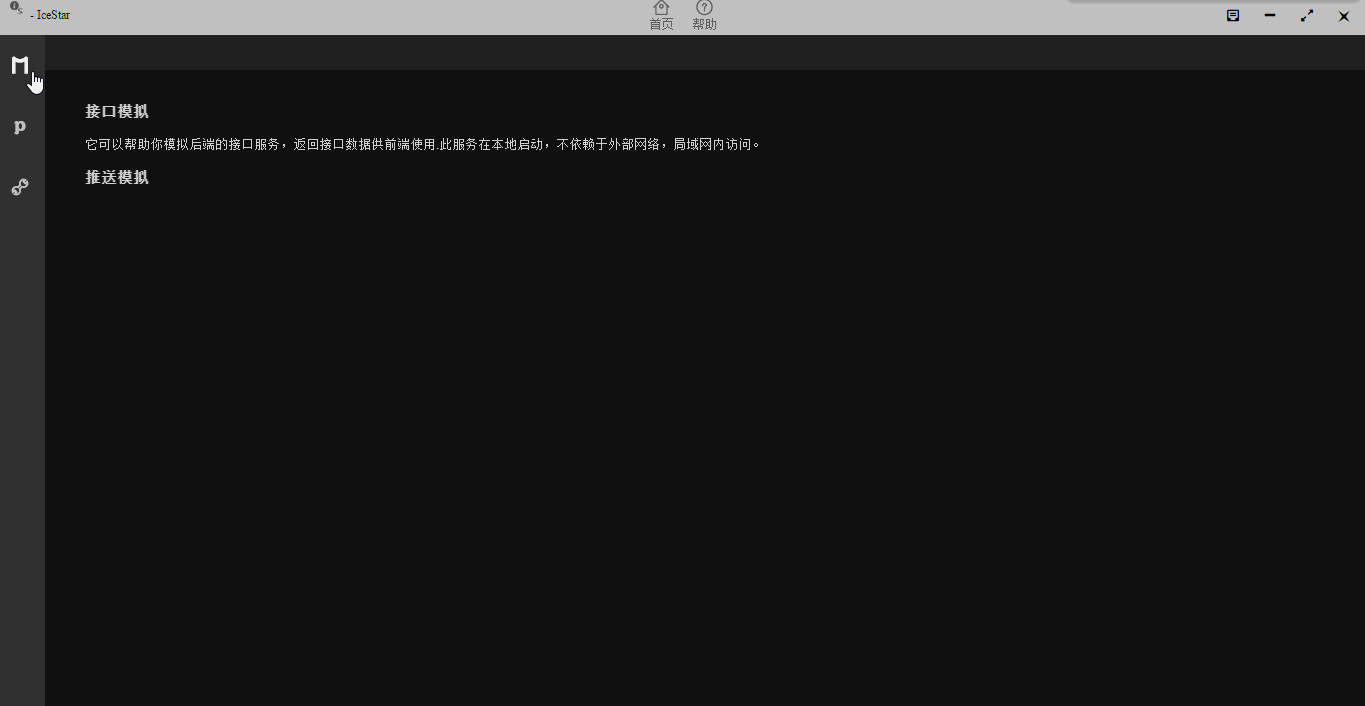 - IceStar
首页
帮助
接口模拟
它可以帮助你模拟后端的接口服务，返回接口数据供前端使用.此服务在本地启动，不依赖于外部网络，局域网内访问。
推送模拟